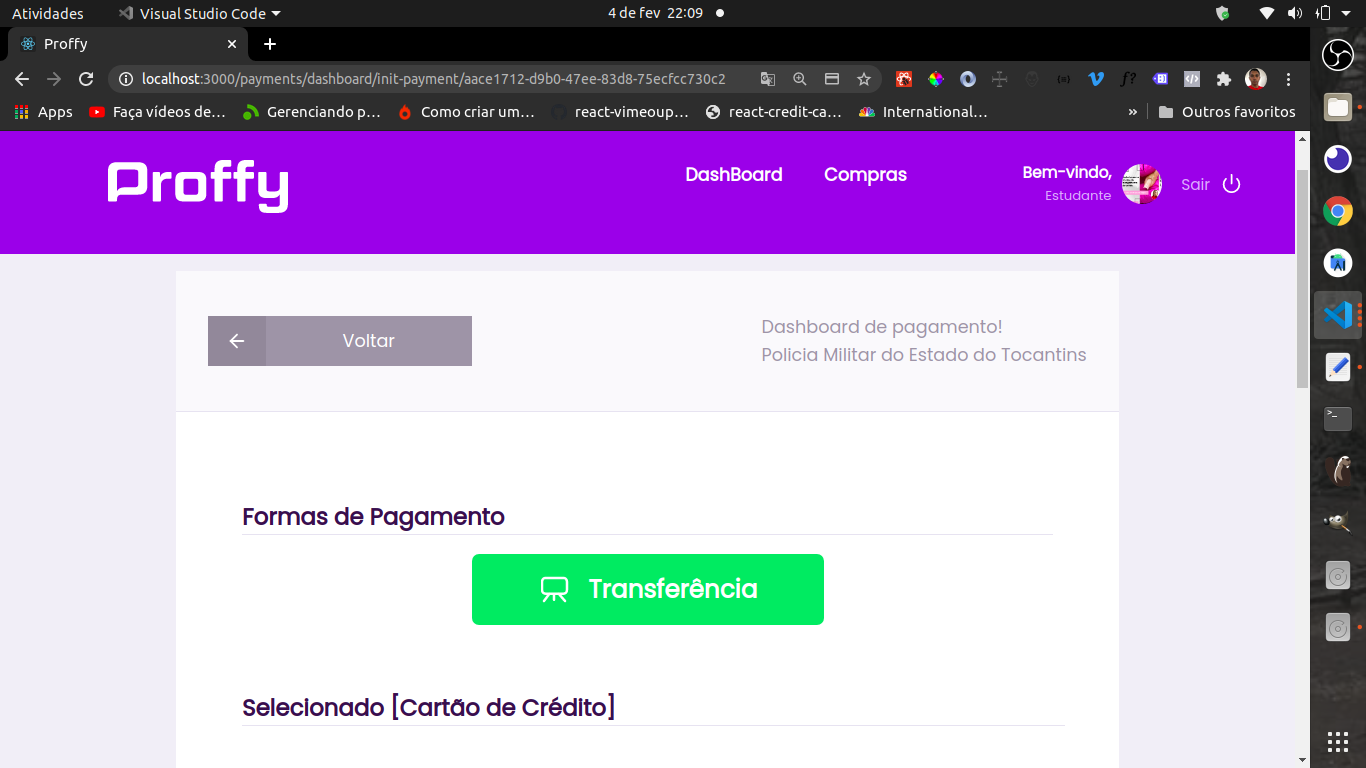 Atividades Visual Studio Code 4 de fev 22:09
Proffy
localhost:3000/payments/dashboard/init-payment/aace1712-d9b0-47ee-83d8-75ecfcc730c2
Apps Faça vídeos de… Gerenciando p… Como criar um… react-vimeoup… react-credit-ca… International… » Outros favoritos
Proffy
DashBoard Compras
Bem-vindo,
Estudante
Sair
Voltar
Dashboard de pagamento!
Policia Militar do Estado do Tocantins
Formas de Pagamento
Transferência
Selecionado [Cartão de Crédito]